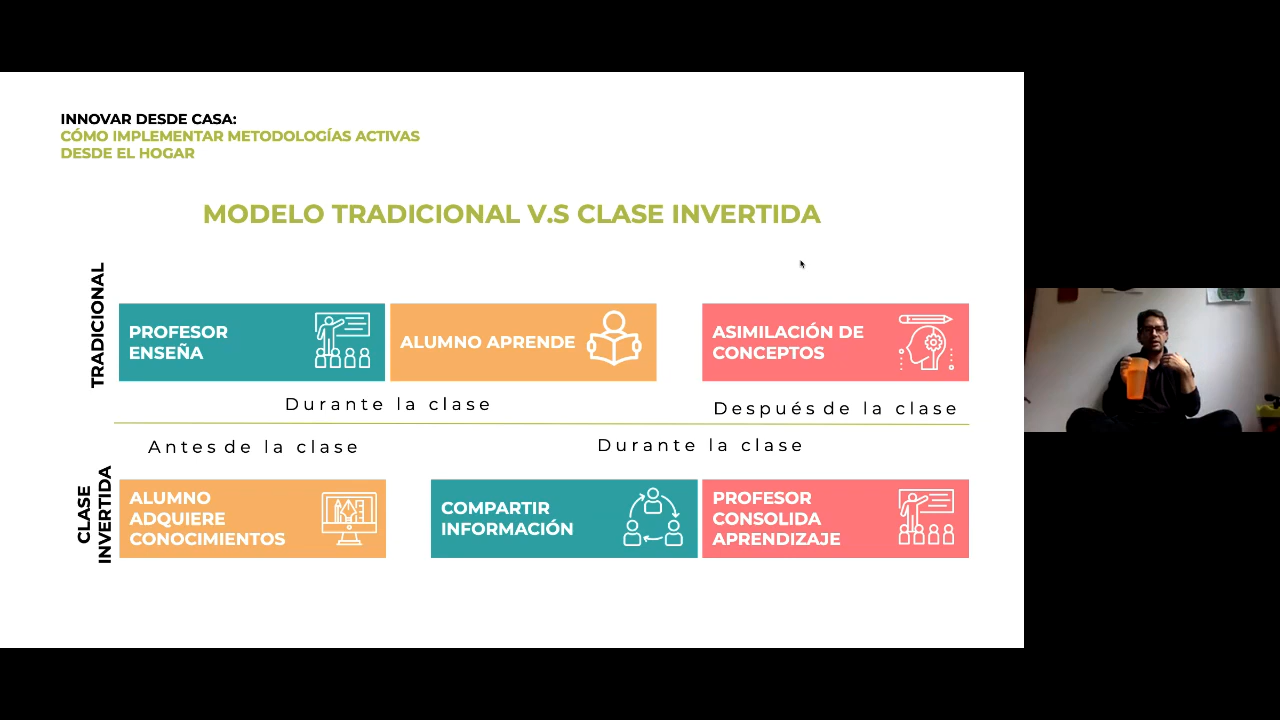 INNOVAR DESDE CASA:
CÓMO IMPLEMENTAR METODOLOGÍAS ACTIVAS
DESDE EL HOGAR
MODELO TRADICIONAL V.S CLASE INVERTIDA
TRADICIONAL
PROFESOR
ENSEÑA
ALUMNO APRENDE
ASIMILACIÓN DE
CONCEPTOS
Durante la clase
Después de la clase
Antes de la clase
Durante la clase
CLASE
INVERTIDA
ALUMNO
ADQUIERE
CONOCIMIENTOS
COMPARTIR
INFORMACIÓN
PROFESOR
CONSOLIDA
APRENDIZAJE